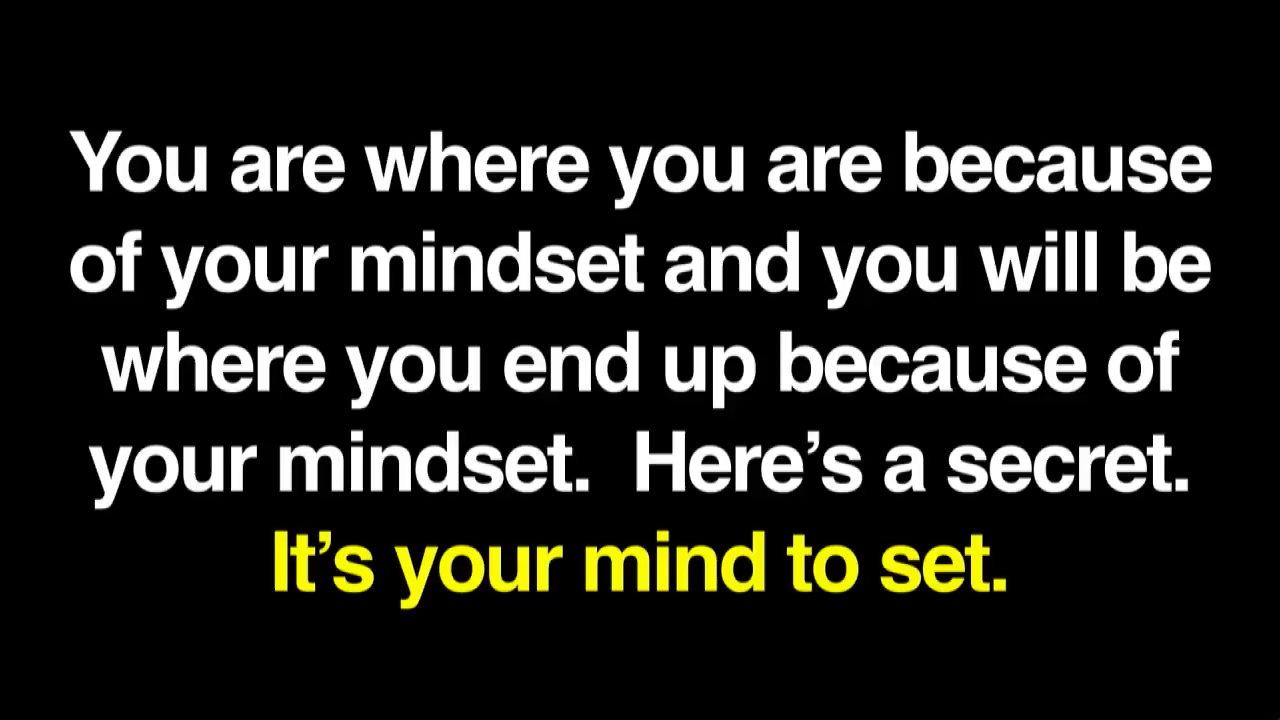 You are where you are because
of your mindset and you will be
where you end up because of
your mindset.  Here’s a secret.
It’s your mind to set.